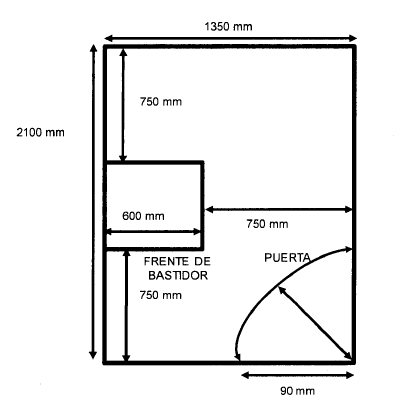 1350 mm
750 mm
2100 mm
600 mm
750 mm
FRENTE DE
BASTIDOR
PUERTA
750 mm
90 mm